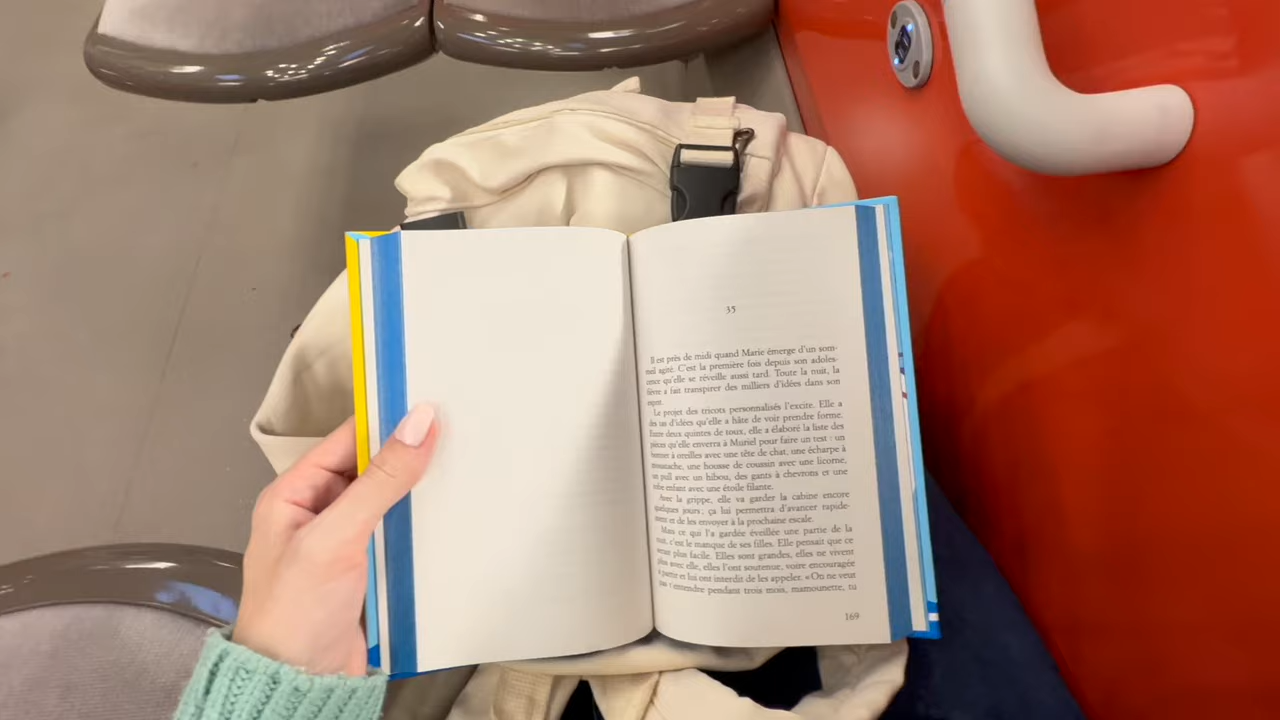 35
Il est près de midi quand Marie émerge d'un som-
meil agité. C'est la première fois depuis son adoles-
cence qu'elle se réveille aussi tard. Toute la nuit, la
fièvre a fait transpirer des milliers d'idées dans son
esprit.
Le projet des tricots personnalisés l'excite. Elle a
des tas d'idées qu'elle a hâte de voir prendre forme.
Entre deux quintes de toux, elle a élaboré la liste des
pièces qu'elle enverra à Muriel pour faire un test : un
bonnet à oreilles avec une tête de chat, une écharpe à
moustache, une housse de coussin avec une licorne,
un pull avec un hibou, des gants à chevrons et une
robe enfant avec une étoile filante.
Avec la grippe, elle va garder la cabine encore
quelques jours ; ça lui permettra d'avancer rapide-
ment et de les envoyer à la prochaine escale.
Mais ce qui l'a gardée éveillée une partie de la
nuit, c'est le manque de ses filles. Elle pensait que ce
serait plus facile. Elles sont grandes, elles ne vivent
plus avec elle, elles l'ont soutenue, voire encouragée
à partir et lui ont interdit de les appeler. « On ne veut
pas t'entendre pendant trois mois, mamounette, tu
169